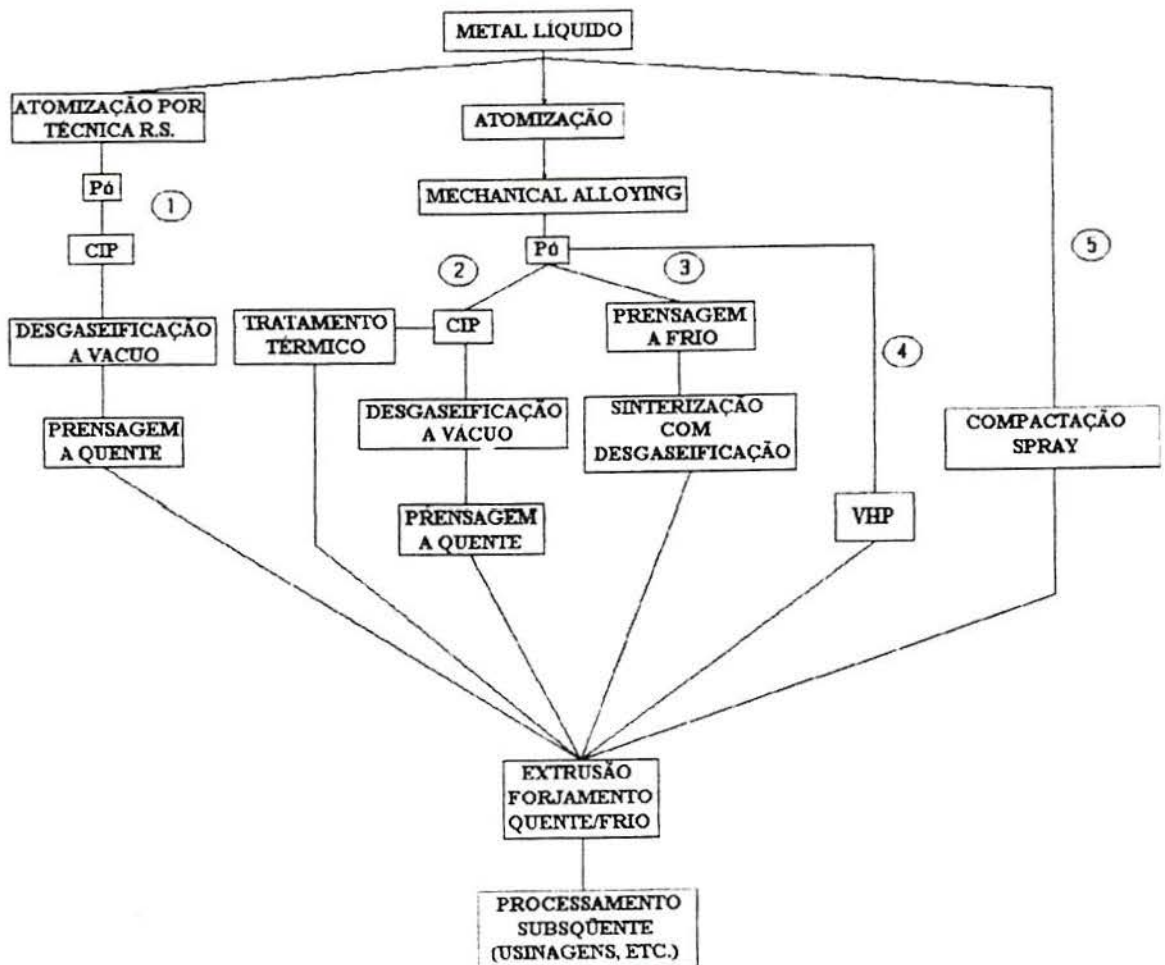 METAL LÍQUIDO
ATOMIZAÇÃO POR
TÉCNICA R.S.
ATOMIZAÇÃO
MECHANICAL ALLOYING
Pó
1
CIP
Pó
5
2
3
DESGASEIFICAÇÃO
A VACUO
TRATAMENTO
TÉRMICO
CIP
PRENSAGEM
A FRIO
4
PRENSAGEM
A QUENTE
DESGASEIFICAÇÃO
A VÁCUO
SINTERIZAÇÃO
COM
DESGASEIFICAÇÃO
COMPACTAÇÃO
SPRAY
PRENSAGEM
A QUENTE
VHP
EXTRUSÃO
FORJAMENTO
QUENTE/FRIO
PROCESSAMENTO
SUBSQÜENTE
(USINAGENS, ETC.)